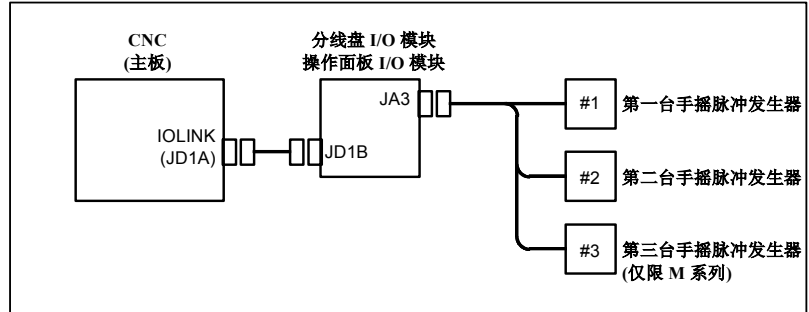 CNC
(主板)
分线盘 I/O 模块
操作面板 I/O 模块
IOLINK
(JD1A)
JD1B
JA3
#1
第一台手摇脉冲发生器
#2
第二台手摇脉冲发生器
#3
第三台手摇脉冲发生器
(仅限 M 系列)